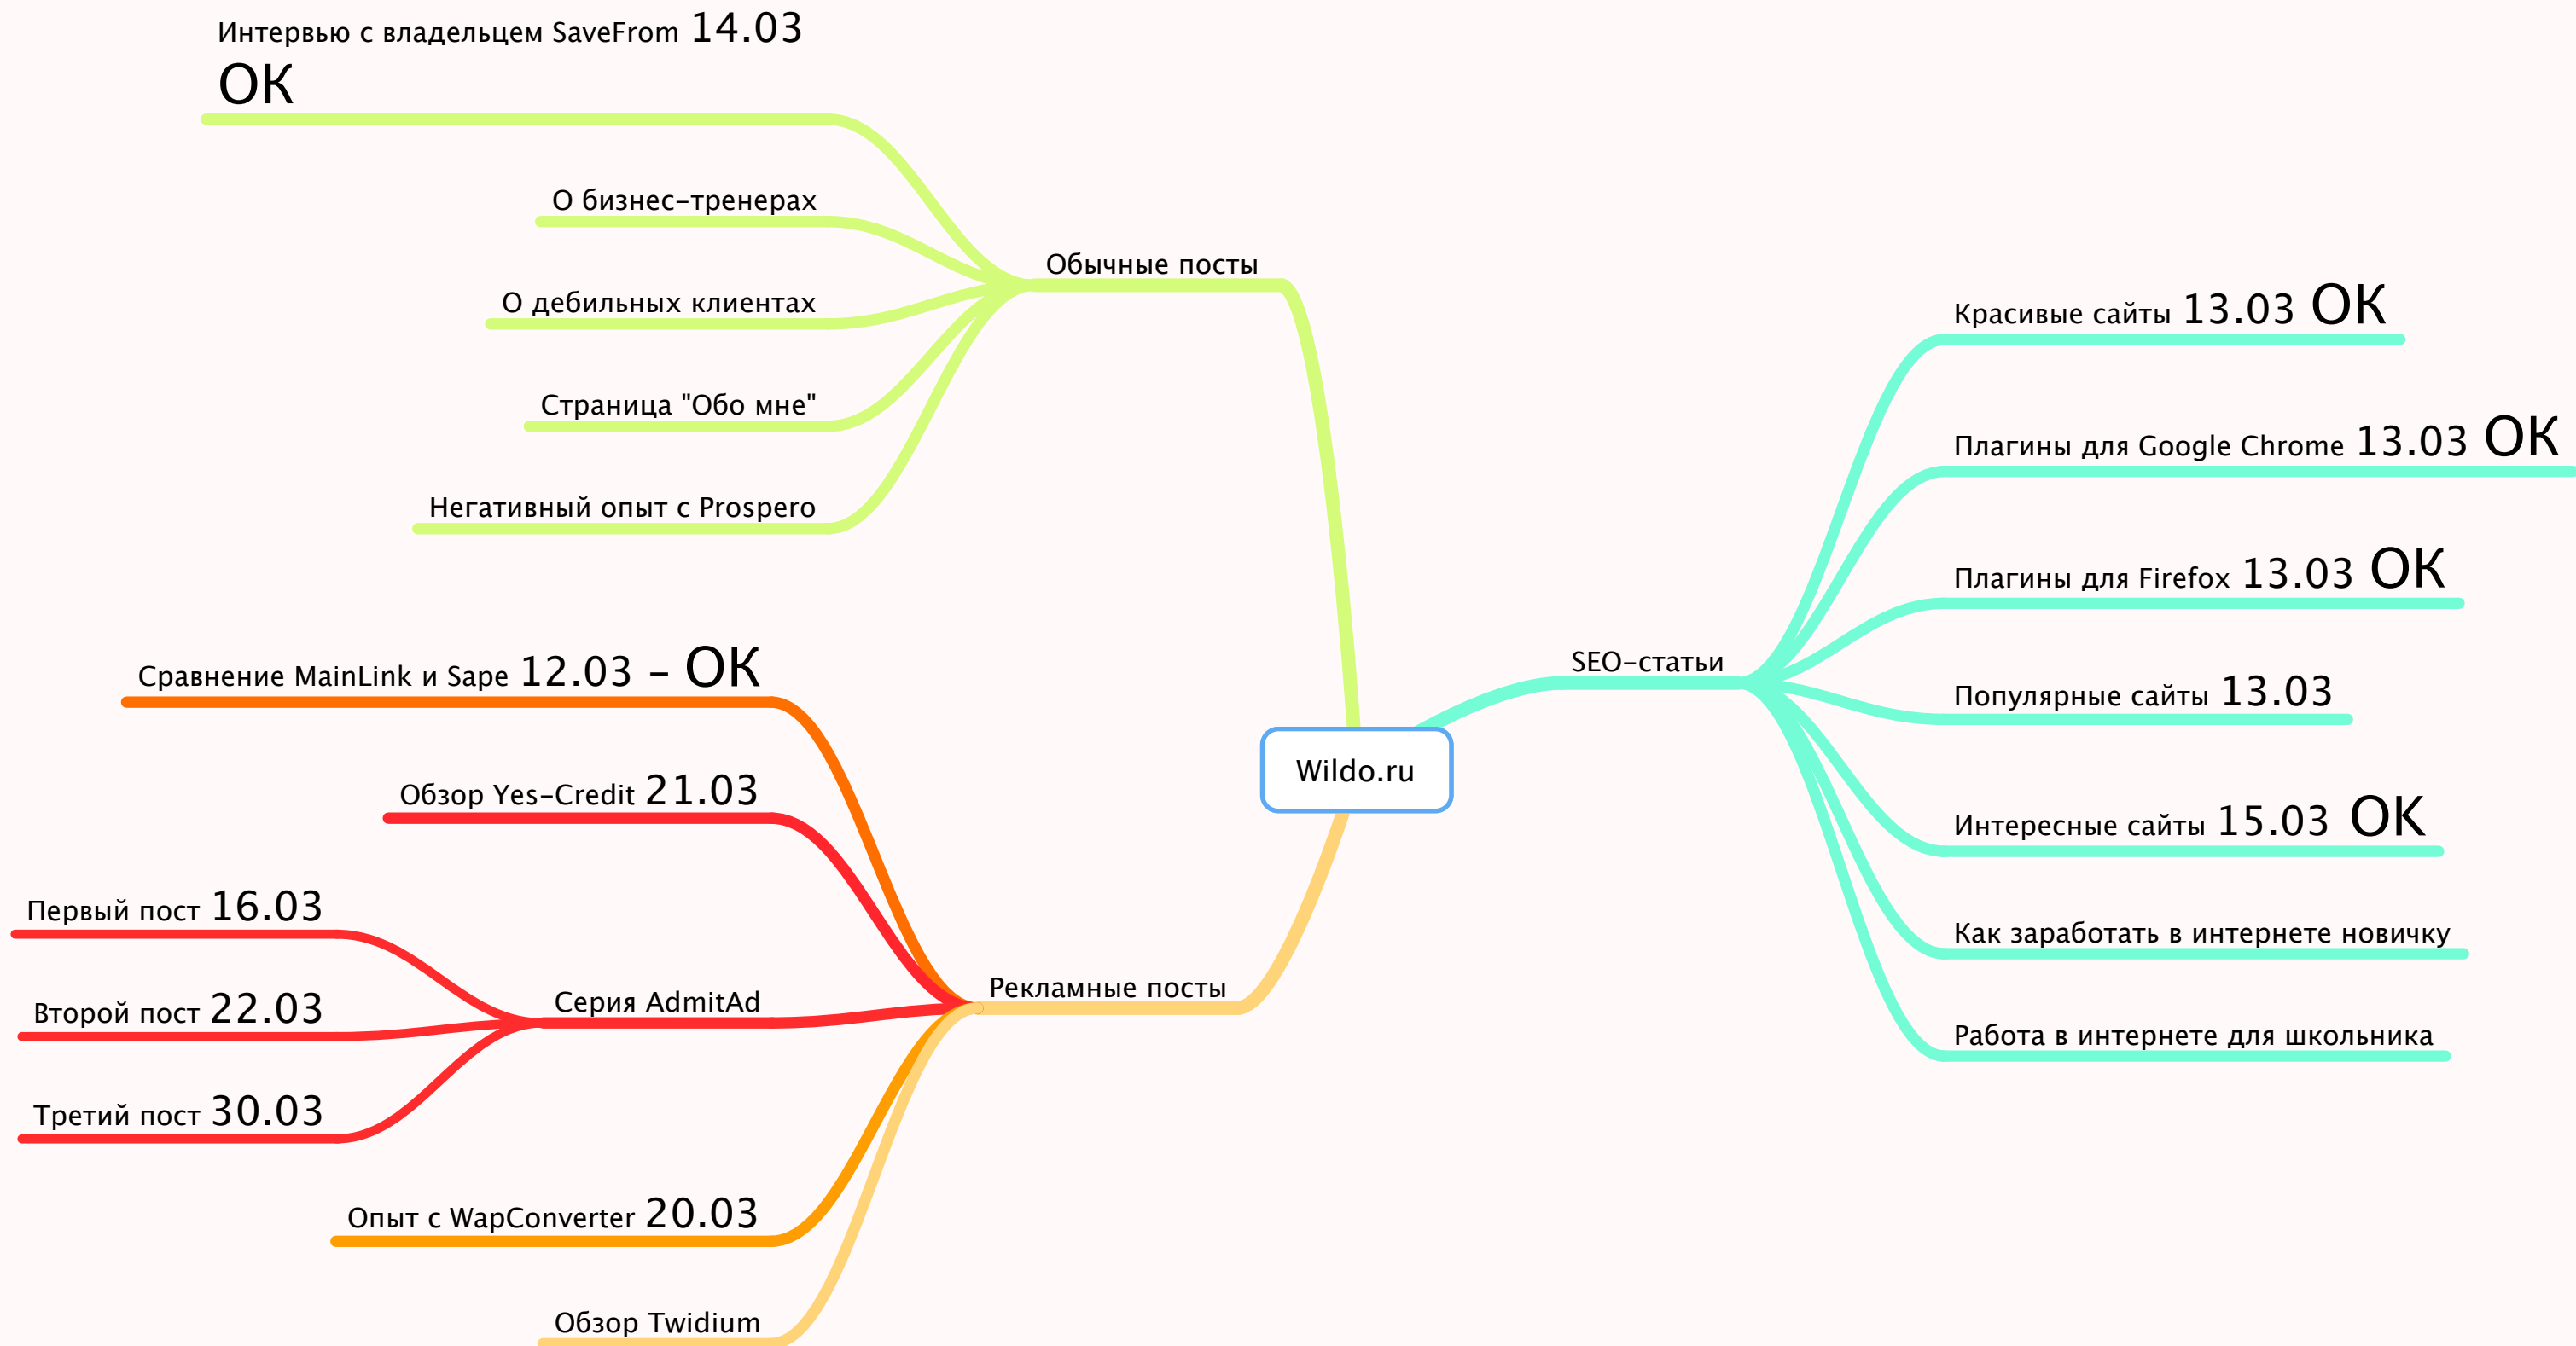 Интервью с владельцем SaveFrom 14.03
ОК
О бизнес-тренерах
О дебильных клиентах
Страница "Обо мне"
Негативный опыт с Prospero
Обычные посты
Сравнение MainLink и Sape 12.03 - ОК
Обзор Yes-Credit 21.03
Первый пост 16.03
Второй пост 22.03
Третий пост 30.03
Серия AdmitAd
Опыт с WapConverter 20.03
Обзор Twidium
Рекламные посты
Wildo.ru
SEO-статьи
Красивые сайты 13.03 ОК
Плагины для Google Chrome 13.03 ОК
Плагины для Firefox 13.03 ОК
Популярные сайты 13.03
Интересные сайты 15.03 OK
Как заработать в интернете новичку
Работа в интернете для школьника